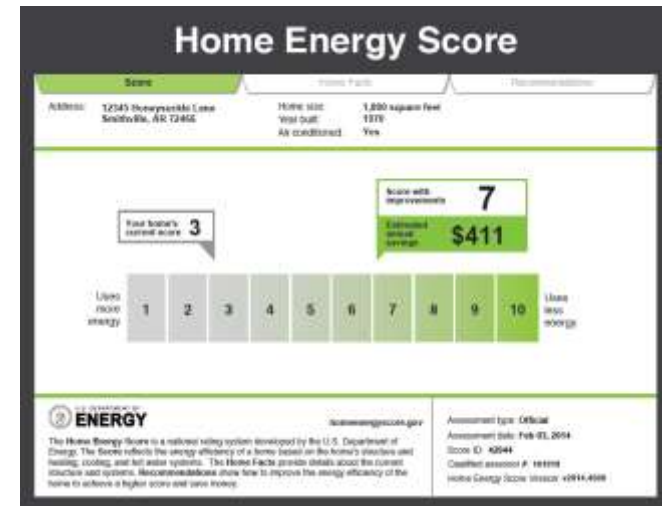 Home Energy Score
Score
Home Facts
Recommendations
Address: 12345 Honeysuckle Lane
Smithville, AR 72466
Home size: 1,800 square feet
Year built: 1970
Air conditioned: Yes
Score with
improvements 7
Your home's
current score 3
Estimated
annual
savings $411
Uses
more
energy
1 2 3 4 5 6 7 8 9 10
Uses
less
energy
U.S. DEPARTMENT OF
ENERGY
homeenergyscore.gov
The Home Energy Score is a national rating system developed by the U.S. Department of
Energy. The Score reflects the energy efficiency of a home based on the home's structure and
heating, cooling, and hot water systems. The Home Facts provide details about the current
structure and systems. Recommendations show how to improve the energy efficiency of the
home to achieve a higher score and save money.
Assessment type: Official
Assessment date: Feb 03, 2014
Score ID: 42044
Qualified assessor #:
Home Energy Score Version: